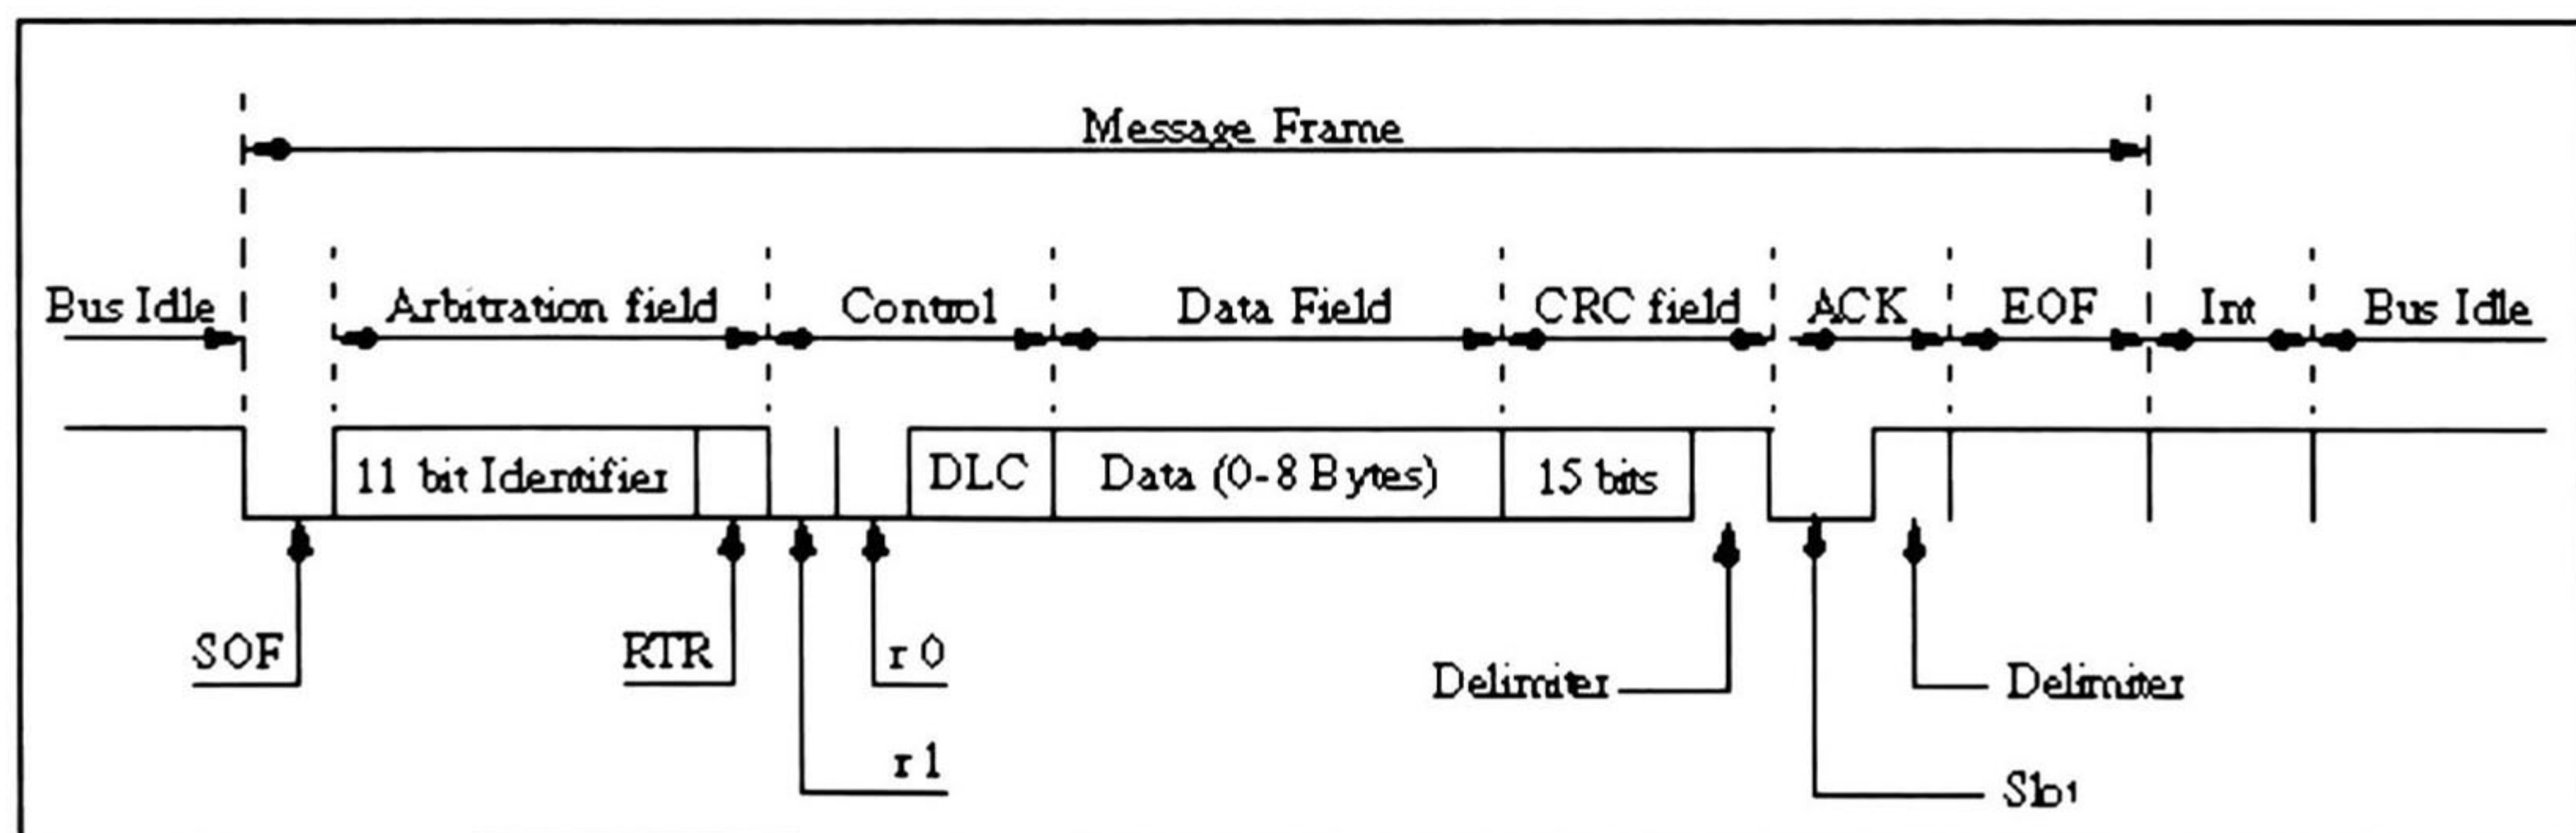 Message Frame
Bus Idle Arbitration field Control Data Field CRC field ACK EOF Int Bus Idle
11 bit Identifier DLC Data (0-8 Bytes) 15 bits
SOF RTR r 0 Delimiter Delimiter
r 1 Slot